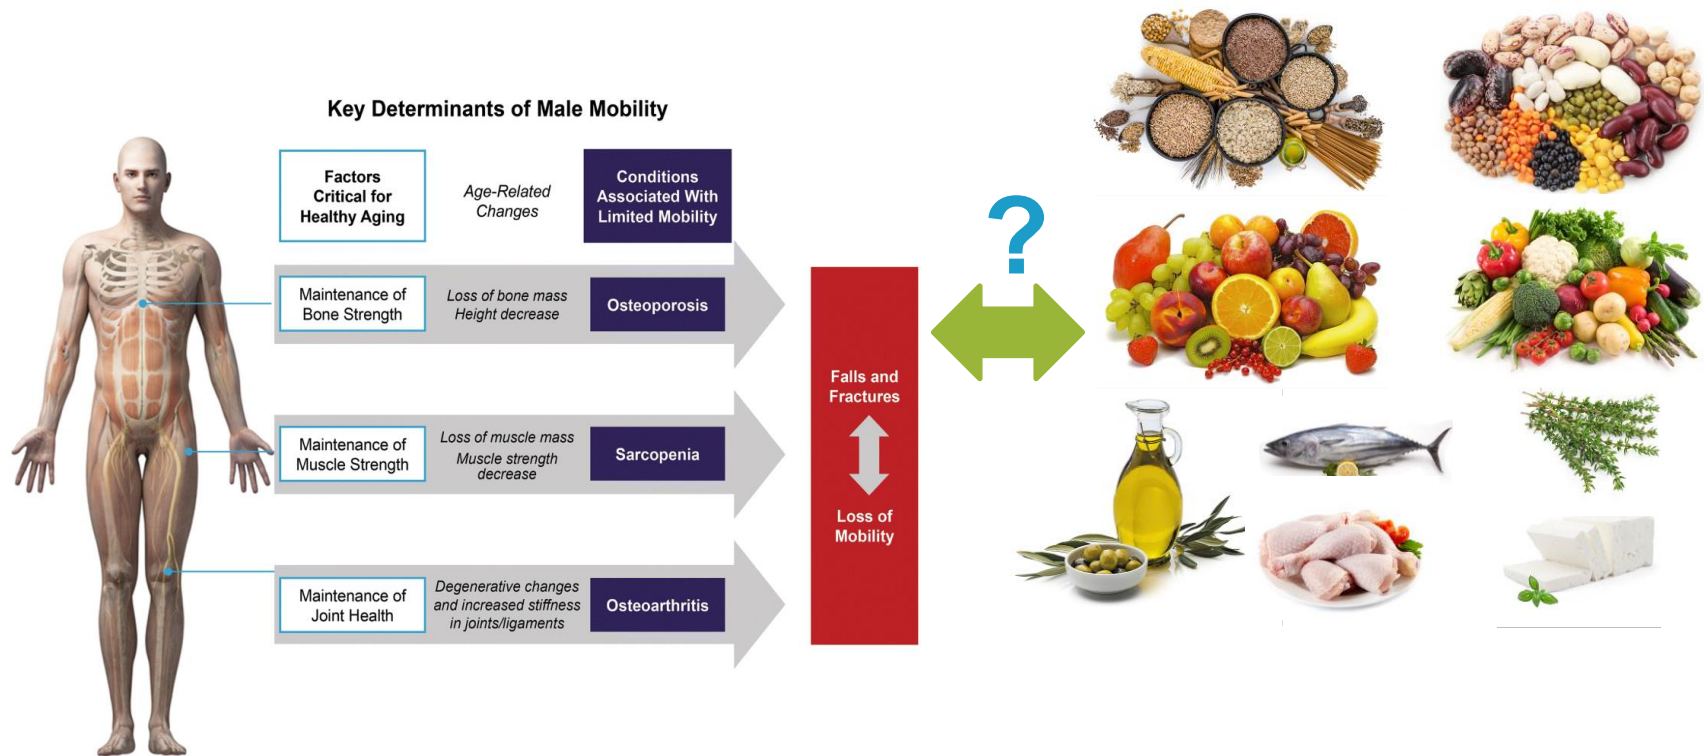 Key Determinants of Male Mobility
Factors
Critical for
Healthy Aging
Age-Related
Changes
Conditions
Associated With
Limited Mobility
Maintenance of
Bone Strength
Loss of bone mass
Height decrease
Osteoporosis
Maintenance of
Muscle Strength
Loss of muscle mass
Muscle strength
decrease
Sarcopenia
Maintenance of
Joint Health
Degenerative changes
and increased stiffness
in joints/ligaments
Osteoarthritis
Falls and
Fractures
Loss of
Mobility
?